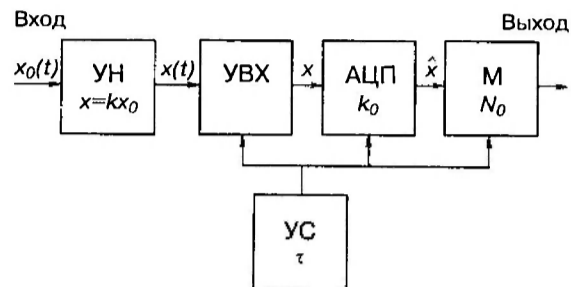 Вход
Выход
x₀(t)
УН
x=kx₀
x(t)
УВХ
x
АЦП
k₀
x̂
М
N₀
УС
τ